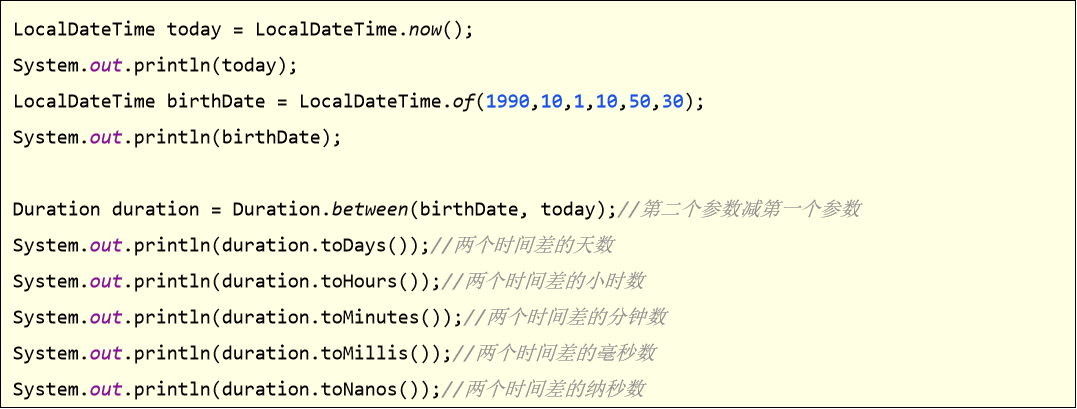 LocalDateTime today = LocalDateTime.now();
System.out.println(today);
LocalDateTime birthDate = LocalDateTime.of(1990,10,1,10,50,30);
System.out.println(birthDate);
Duration duration = Duration.between(birthDate, today);//第二个参数减第一个参数
System.out.println(duration.toDays());//两个时间差的天数
System.out.println(duration.toHours());//两个时间差的小时数
System.out.println(duration.toMinutes());//两个时间差的分钟数
System.out.println(duration.toMillis());//两个时间差的毫秒数
System.out.println(duration.toNanos());//两个时间差的纳秒数